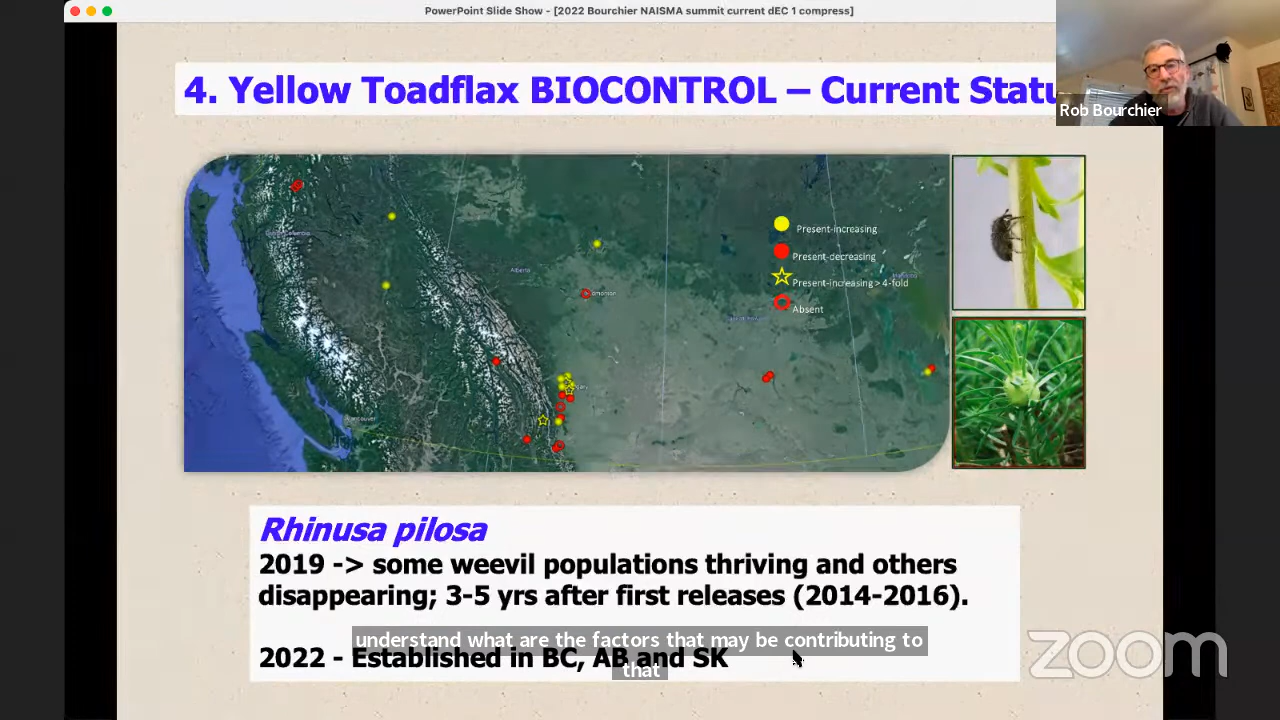 PowerPoint Slide Show - [2022 Bourchier NAISMA summit current dEC 1 compress]
4. Yellow Toadflax BIOCONTROL – Current Statu
Rob Bourchier
Present-increasing
Present-decreasing
Present-increasing > 4-fold
Absent
Alberta
Vancouver
Rhinusa pilosa
2019 -> some weevil populations thriving and others
disappearing; 3-5 yrs after first releases (2014-2016).
understand what are the factors that may be contributing to
that
2022 - Established in BC, AB and SK
zoom